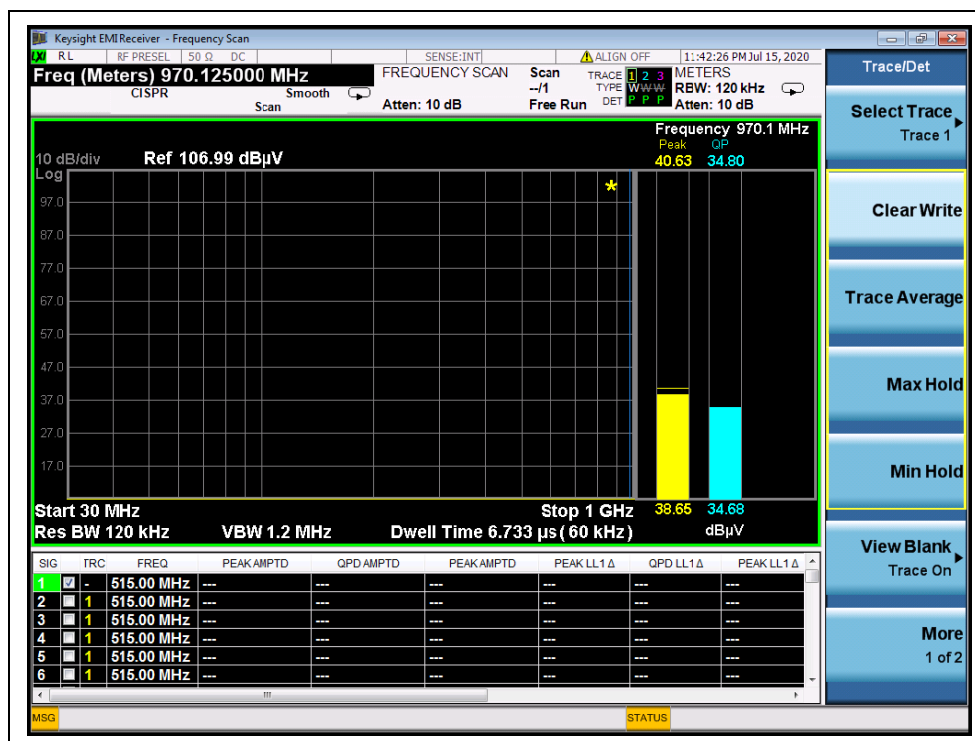 Keysight EMI Receiver - Frequency Scan
LXI RL RF PRESEL 50 Ω DC SENSE:INT ALIGN OFF 11:42:26 PM Jul 15, 2020
Freq (Meters) 970.125000 MHz
CISPR
Smooth
Scan
FREQUENCY SCAN
Atten: 10 dB
Scan
--/1
Free Run
TRACE 1 2 3
TYPE W W W
DET P P P
METERS
RBW: 120 kHz
Atten: 10 dB
Frequency 970.1 MHz
Peak QP
40.63 34.80
10 dB/div Ref 106.99 dBµV
Log
97.0
87.0
77.0
67.0
57.0
47.0
37.0
27.0
17.0
*
Start 30 MHz Stop 1 GHz
Res BW 120 kHz VBW 1.2 MHz Dwell Time 6.733 µs (60 kHz)
38.65 34.68
dBµV
SIG TRC FREQ PEAK AMPTD QPD AMPTD PEAK AMPTD PEAK LL1 Δ QPD LL1 Δ PEAK LL1 Δ
1 - 515.00 MHz --- --- --- --- --- ---
2 1 515.00 MHz --- --- --- --- --- ---
3 1 515.00 MHz --- --- --- --- --- ---
4 1 515.00 MHz --- --- --- --- --- ---
5 1 515.00 MHz --- --- --- --- --- ---
6 1 515.00 MHz --- --- --- --- --- ---
MSG STATUS
Trace/Det
Select Trace
Trace 1
Clear Write
Trace Average
Max Hold
Min Hold
View Blank
Trace On
More
1 of 2